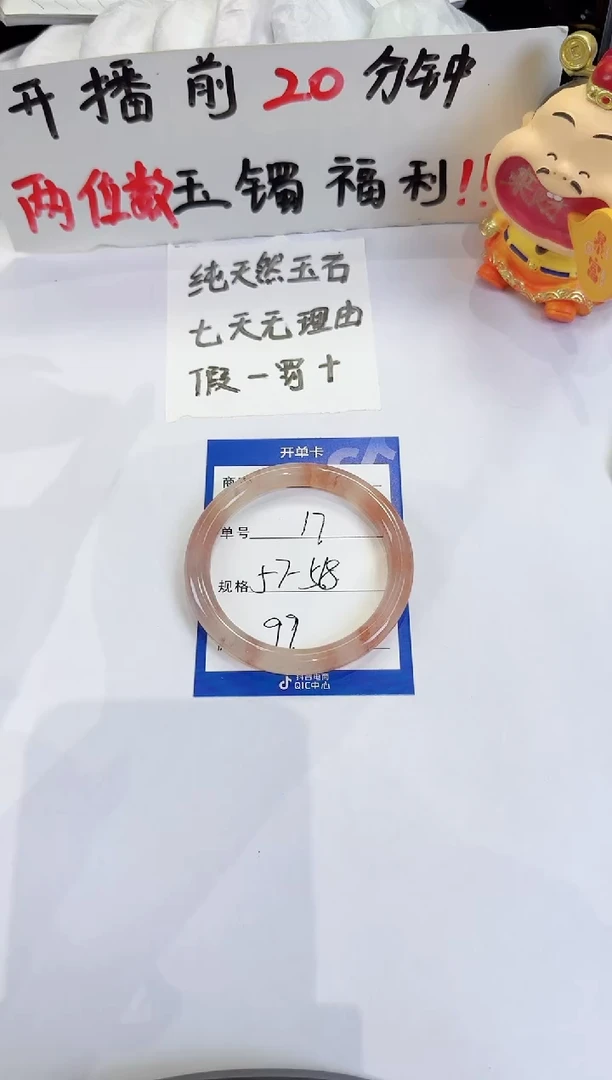 开播前20分钟
两位数玉镯福利!!
纯天然玉石
七天无理由
假一罚十
开单卡
商
单号 17
规格 57-58
99
抖音电商
QIC中心